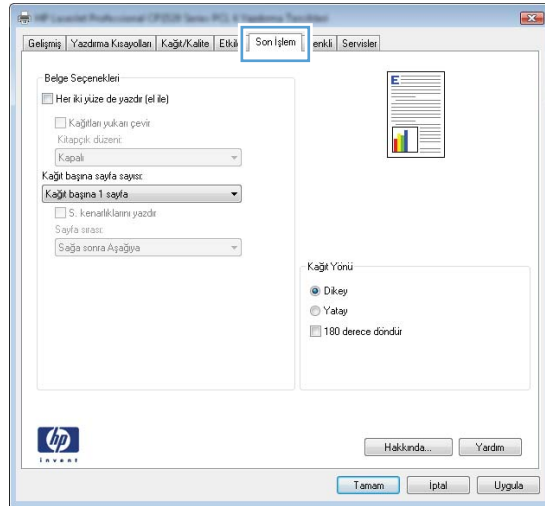 Gelişmiş Yazdırma Kısayolları Kağıt/Kalite Son İşlem Servisler
Belge Seçenekleri
Her iki yüze de yazdır (el ile)
Kağıtları yukarı çevir
Kitapçık düzeni:
Kapalı
Kağıt başına sayfa sayısı:
Kağıt başına 1 sayfa
S. kenarlıklarını yazdır
Sayfa sırası:
Sağa sonra Aşağıya
E
Kağıt Yönü
Dikey
Yatay
180 derece döndür
hp
invent
Hakkında... Yardım
Tamam İptal Uygula